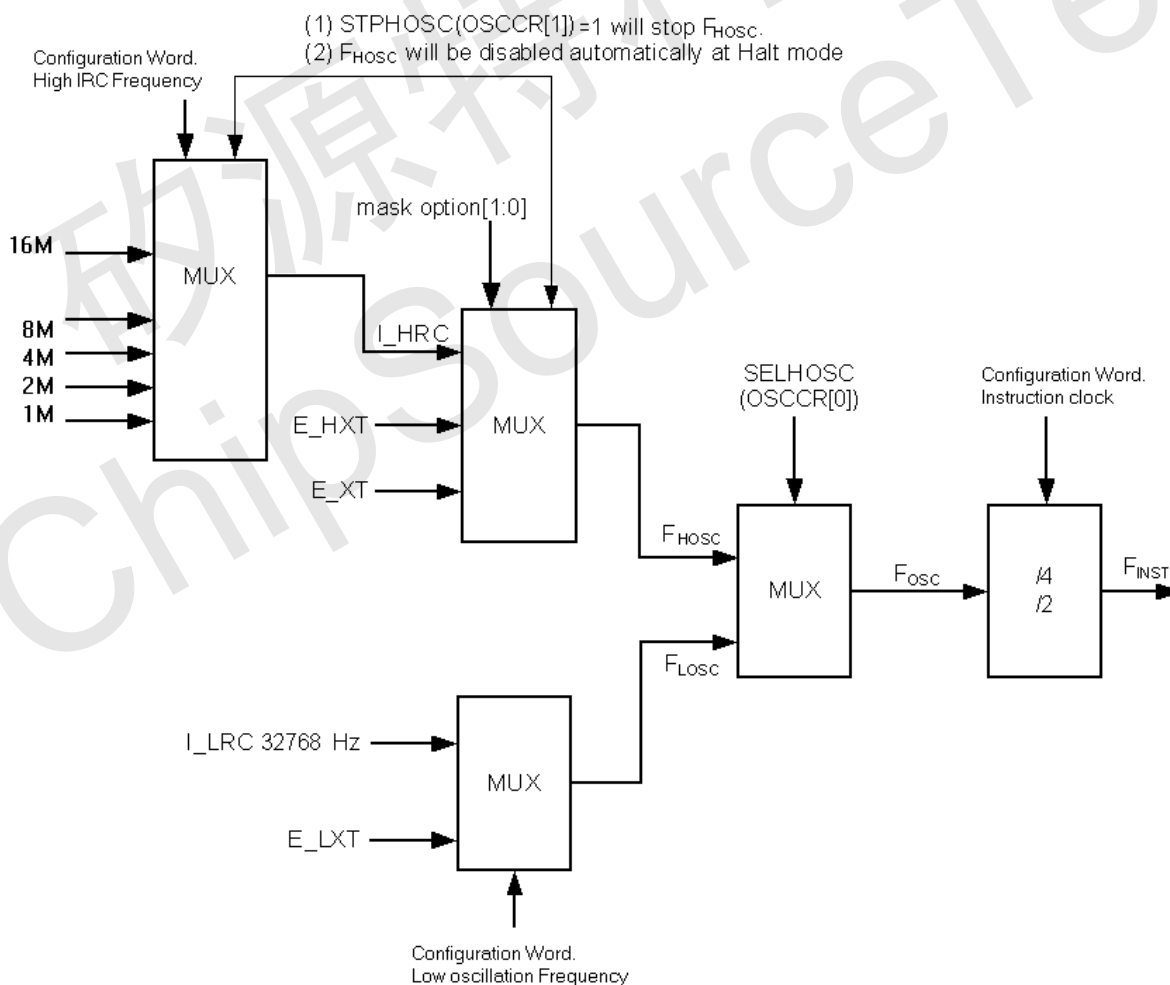 (1) STPHOSC(OSCCR[1])=1 will stop FHOSC.
(2) FHOSC will be disabled automatically at Halt mode
Configuration Word.
High IRC Frequency
mask option[1:0]
16M
MUX
8M
4M
2M
1M
I_HRC
E_HXT
MUX
E_XT
SELHOSC
(OSCCR[0])
Configuration Word.
Instruction clock
FHOSC
MUX
FOSC
/4
/2
FINST
FLOSC
I_LRC 32768 Hz
MUX
E_LXT
Configuration Word.
Low oscillation Frequency
矽源特科
ChipSourceTe